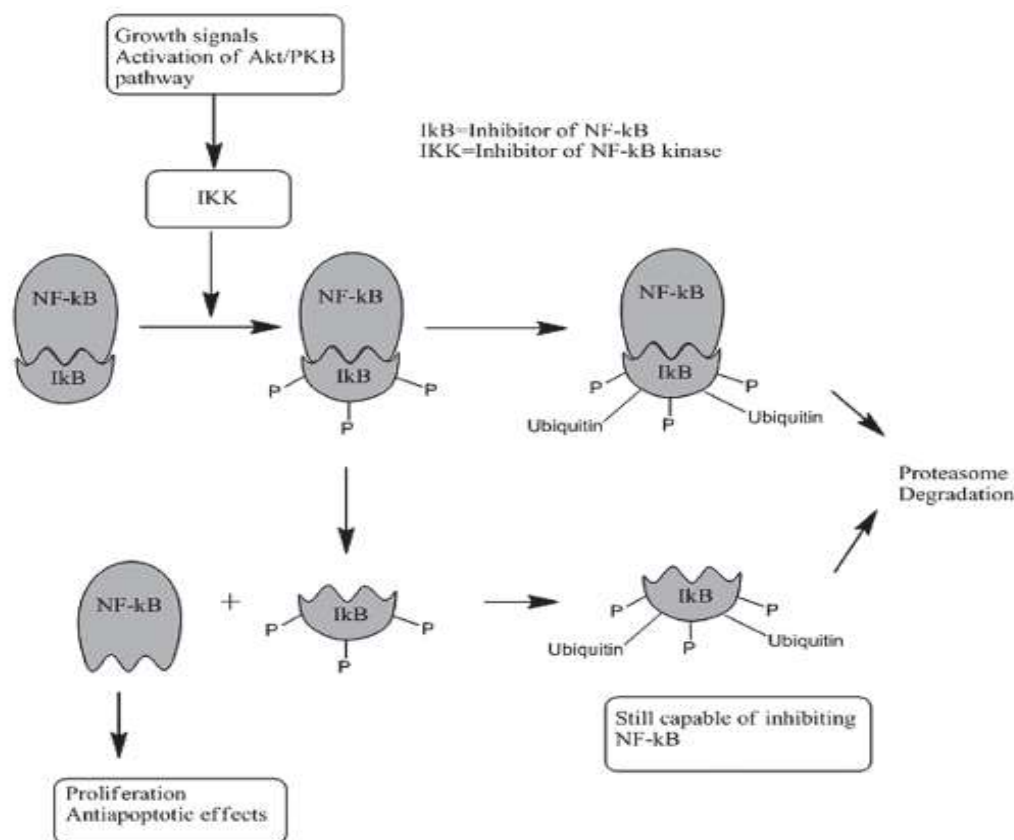 Growth signals
Activation of Akt/PKB
pathway
IkB=Inhibitor of NF-kB
IKK=Inhibitor of NF-kB kinase
IKK
NF-kB
IkB
NF-kB
IkB
P
P
P
NF-kB
IkB
P
P
P
Ubiquitin
Ubiquitin
Proteasome
Degradation
NF-kB
+
IkB
P
P
P
IkB
P
P
P
Ubiquitin
Ubiquitin
Still capable of inhibiting
NF-kB
Proliferation
Antiapoptotic effects